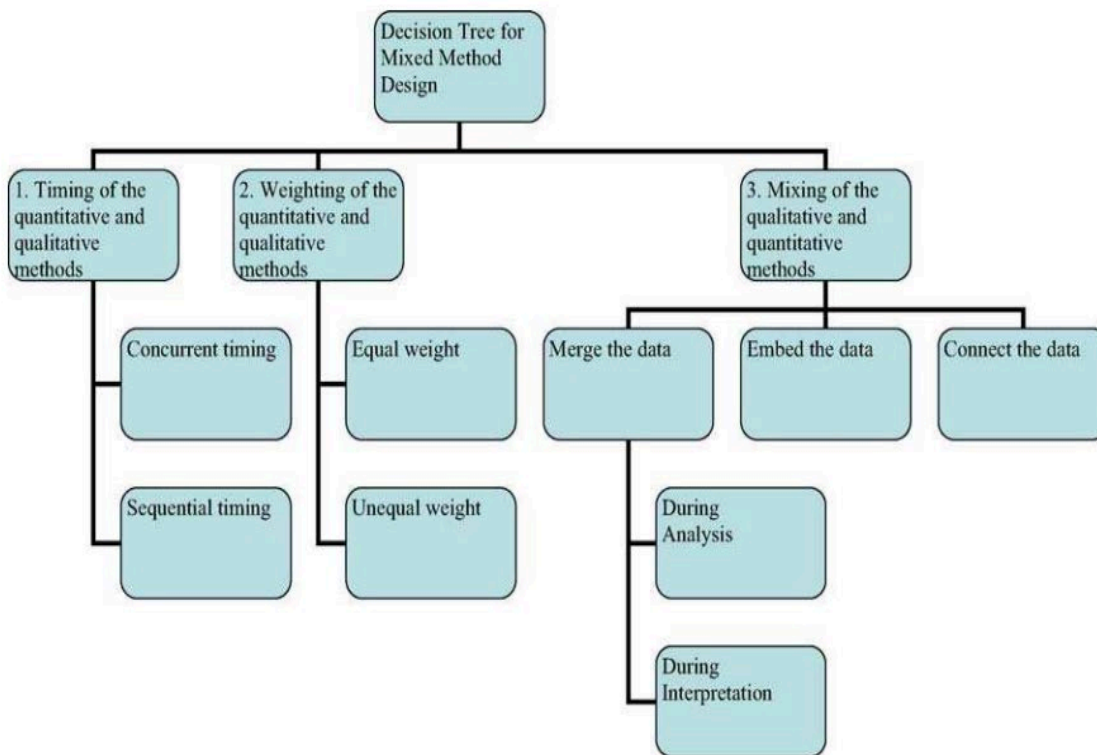 Decision Tree for
Mixed Method
Design
1. Timing of the
quantitative and
qualitative
methods
2. Weighting of the
quantitative and
qualitative
methods
3. Mixing of the
qualitative and
quantitative
methods
Concurrent timing
Equal weight
Merge the data
Embed the data
Connect the data
Sequential timing
Unequal weight
During
Analysis
During
Interpretation